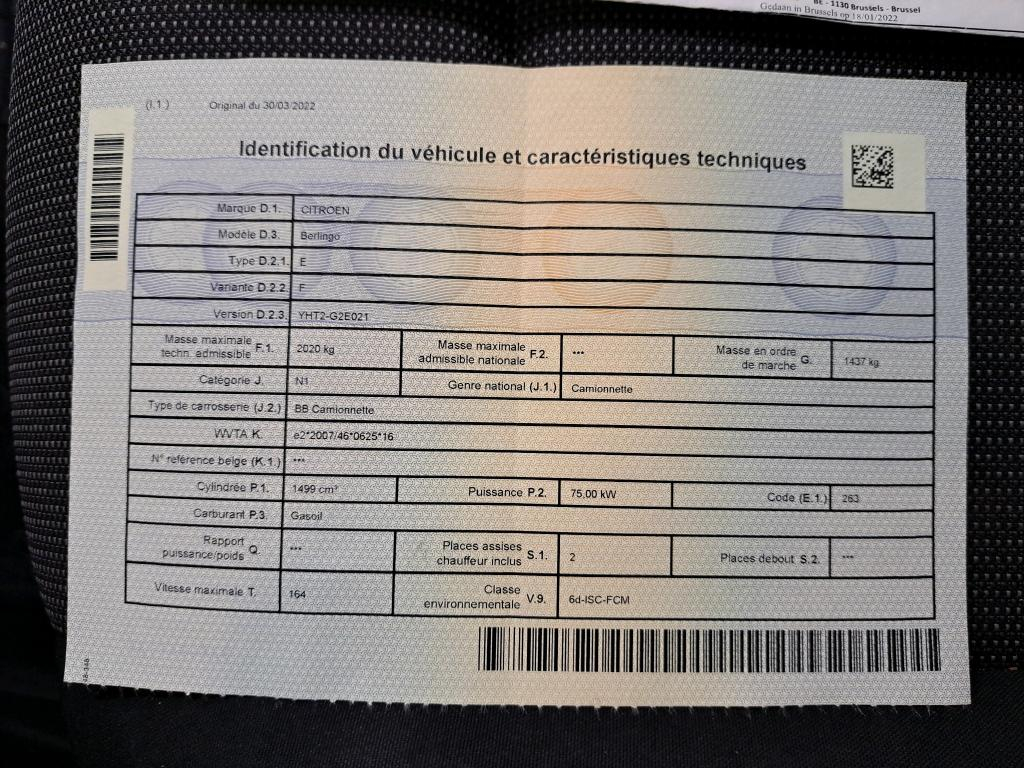 BE - 1130 Brussels - Brussel
Gedaan in Brussels op 18/01/2022
(I.1.) Original du 30/03/2022
Identification du véhicule et caractéristiques techniques
Marque D.1. CITROEN
Modèle D.3. Berlingo
Type D.2.1. E
Variante D.2.2. F
Version D.2.3. YHT2-G2E021
Masse maximale
techn. admissible F.1. 2020 kg
Masse maximale
admissible nationale F.2. ***
Masse en ordre
de marche G. 1437 kg
Catégorie J. N1 Genre national (J.1.) Camionnette
Type de carrosserie (J.2.) BB Camionnette
WVTA K. e2*2007/46*0625*16
N° référence belge (K.1.) ***
Cylindrée P.1. 1499 cm³ Puissance P.2. 75,00 kW Code (E.1.) 263
Carburant P.3. Gasoil
Rapport
puissance/poids Q. ***
Places assises
chauffeur inclus S.1. 2
Places debout S.2. ***
Vitesse maximale T. 164
Classe
environnementale V.9. 6d-ISC-FCM